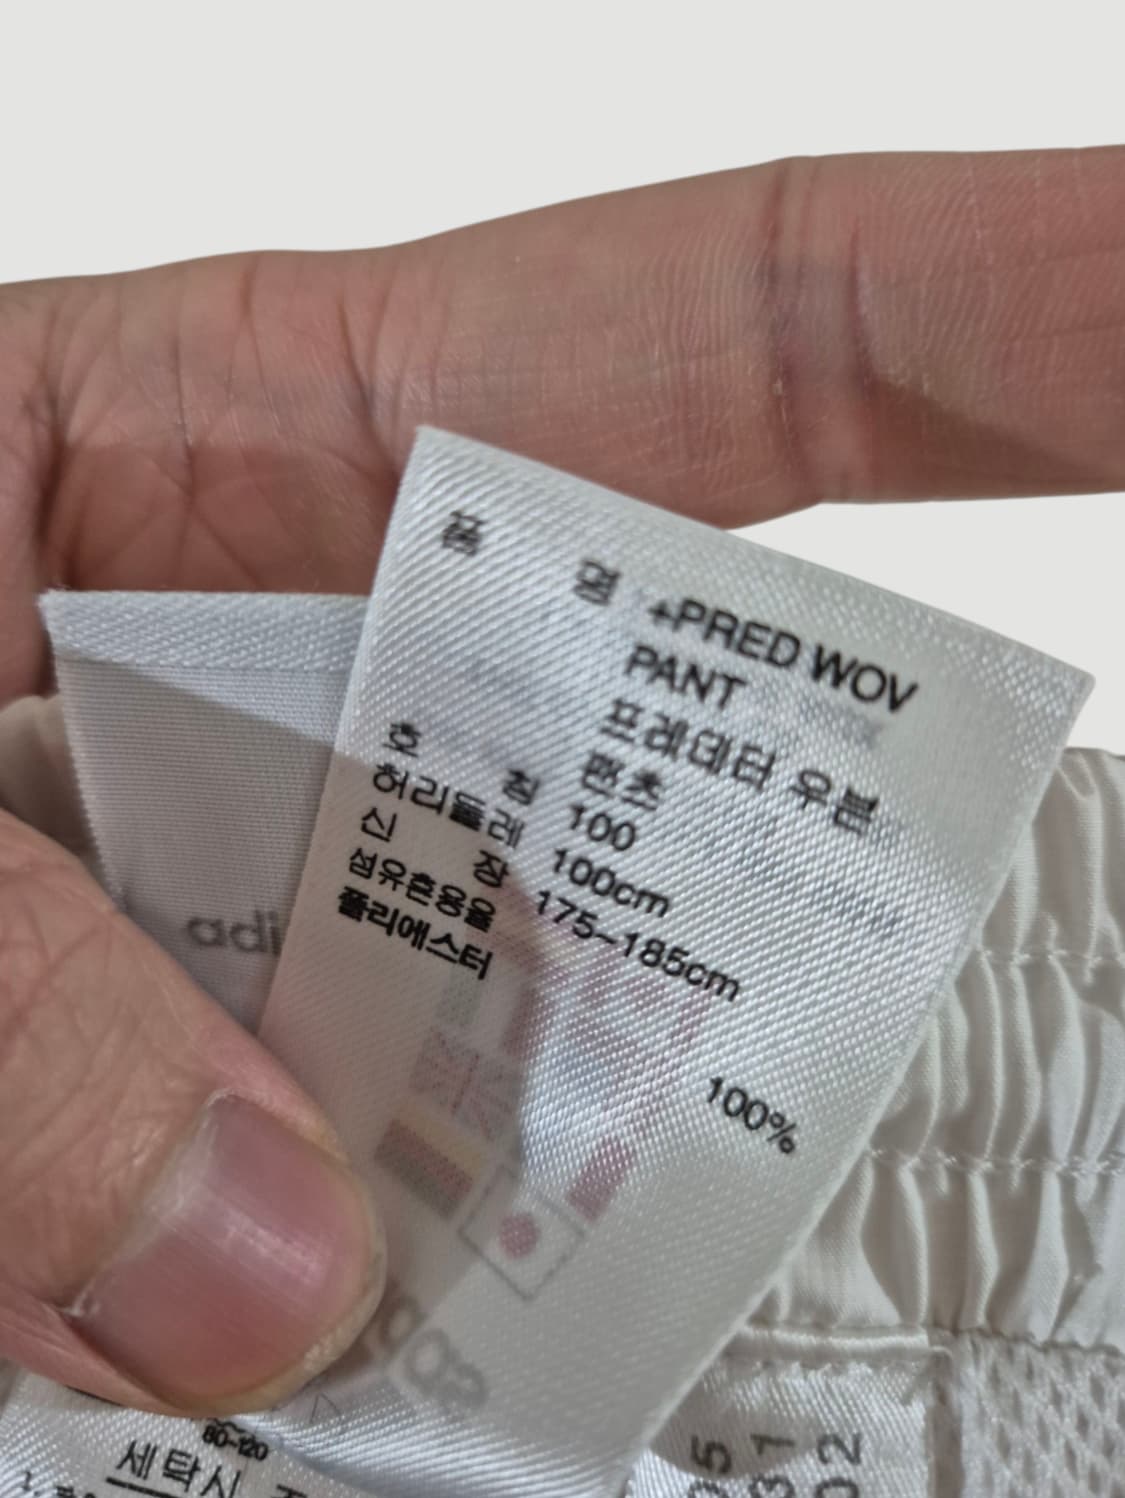 품 명 +PRED WOV
PANT
프레데터 우븐
팬츠
호 칭 100
허리둘레 100cm
신 장 175~185cm
섬유혼용율
폴리에스터 100%
adi
80-120
세탁시